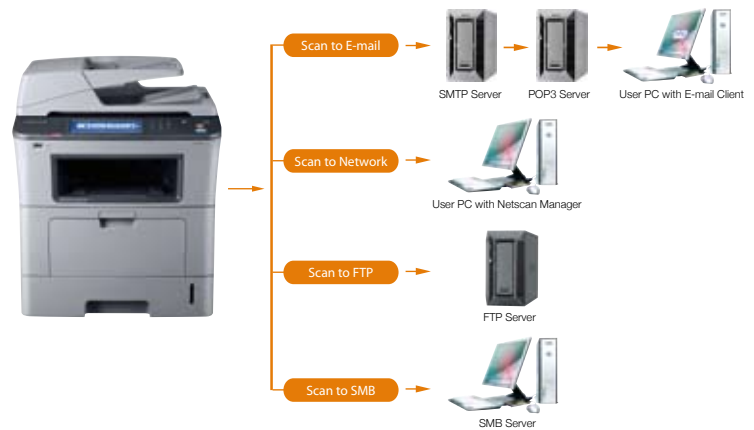 Scan to E-mail
SMTP Server
POP3 Server
User PC with E-mail Client
Scan to Network
User PC with Netscan Manager
Scan to FTP
FTP Server
Scan to SMB
SMB Server